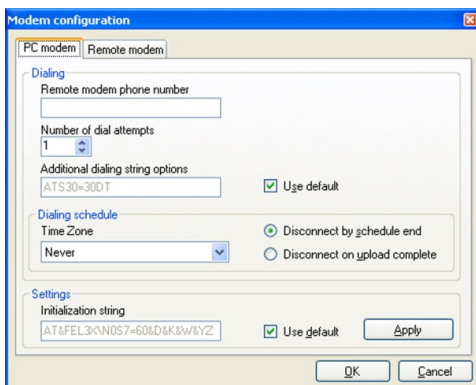 Modem configuration
PC modem
Remote modem
Dialing
Remote modem phone number
Number of dial attempts
1
Additional dialing string options
ATS30=30DT
Use default
Dialing schedule
Time Zone
Never
Disconnect by schedule end
Disconnect on upload complete
Settings
Initialization string
AT&FEL3X\N0S7=60&D&K&W&YZ
Use default
Apply
OK
Cancel